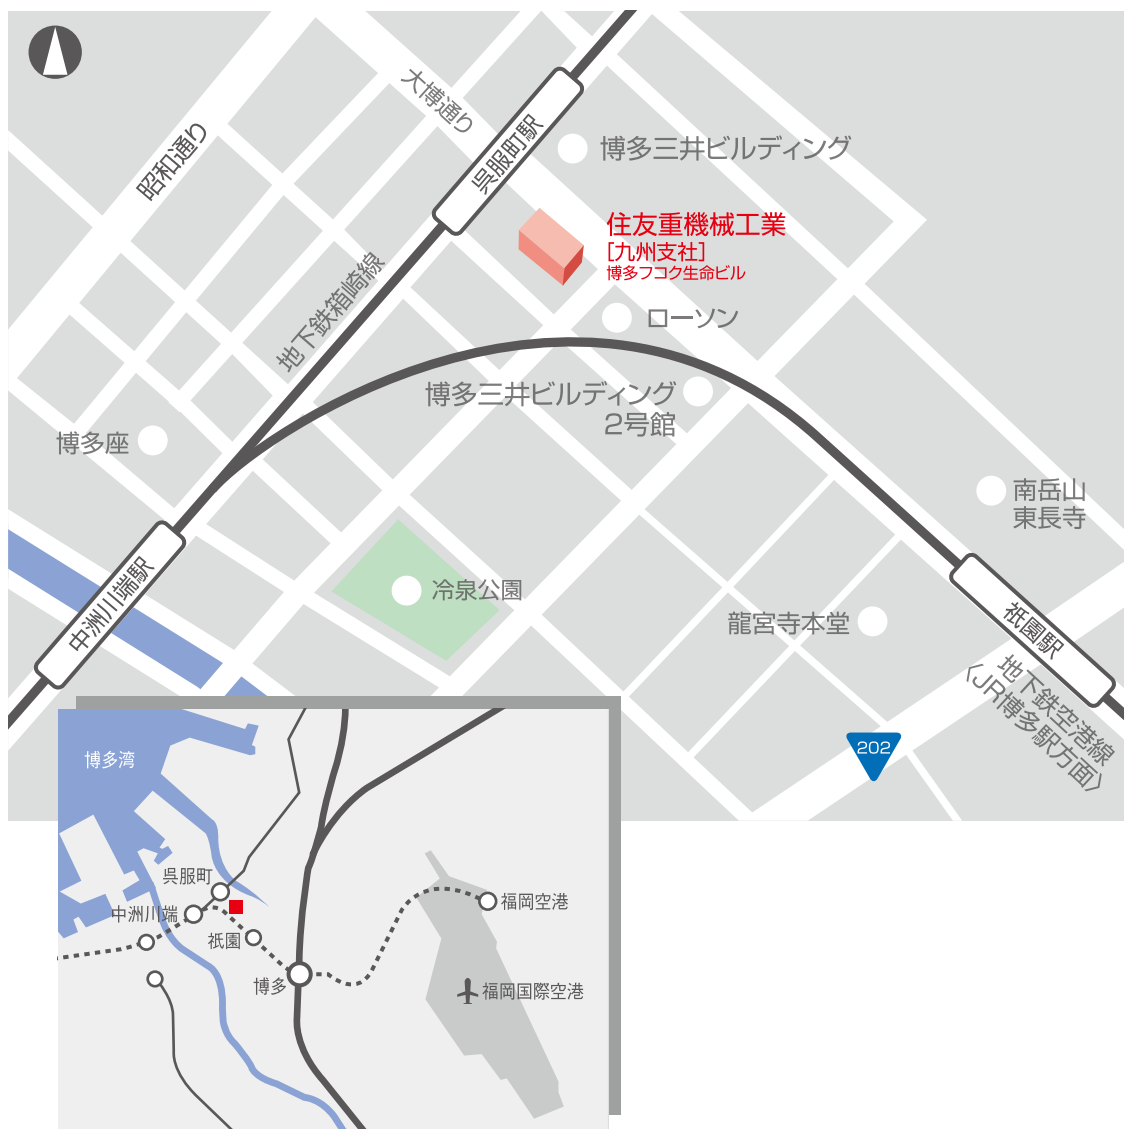 大博通り
昭和通り
呉服町駅
博多三井ビルディング
住友重機械工業
[九州支社]
博多フコク生命ビル
地下鉄箱崎線
ローソン
博多三井ビルディング
2号館
博多座
南岳山
東長寺
中洲川端駅
冷泉公園
龍宮寺本堂
祇園駅
地下鉄空港線
〈JR博多駅方面〉
202
博多湾
呉服町
中洲川端
祇園
博多
福岡空港
福岡国際空港